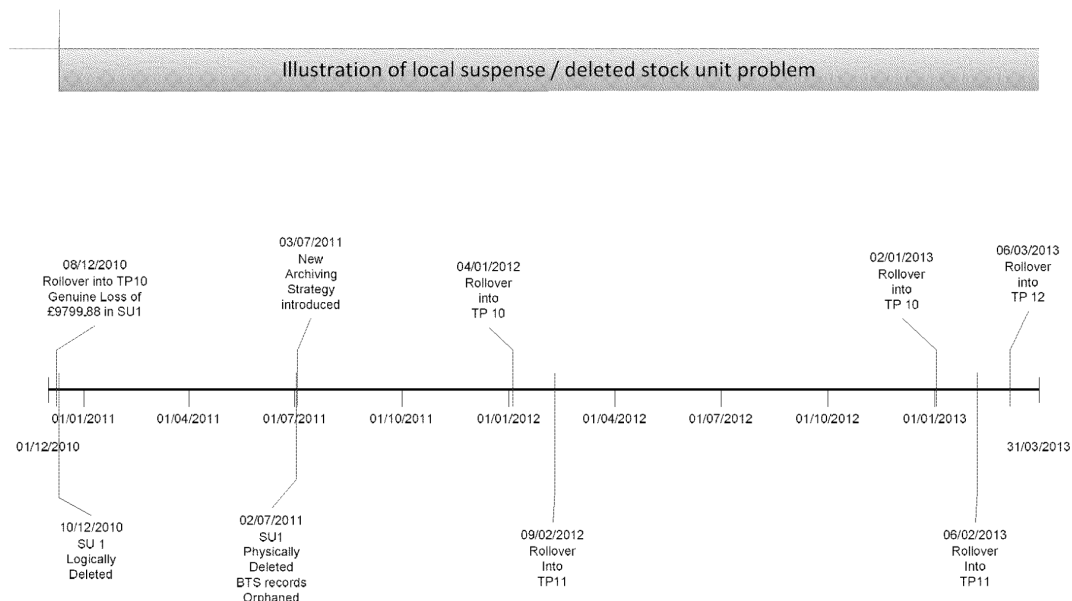 Illustration of local suspense / deleted stock unit problem
08/12/2010
Rollover into TP10
Genuine Loss of
£9799.88 in SU1
03/07/2011
New
Archiving
Strategy
introduced
04/01/2012
Rollover
into
TP 10
02/01/2013
Rollover
into
TP 10
06/03/2013
Rollover
into
TP 12
01/01/2011
01/04/2011
01/07/2011
01/10/2011
01/01/2012
01/04/2012
01/07/2012
01/10/2012
01/01/2013
01/12/2010
31/03/2013
10/12/2010
SU 1
Logically
Deleted
02/07/2011
SU1
Physically
Deleted
BTS records
Orphaned
09/02/2012
Rollover
Into
TP11
06/02/2013
Rollover
Into
TP11